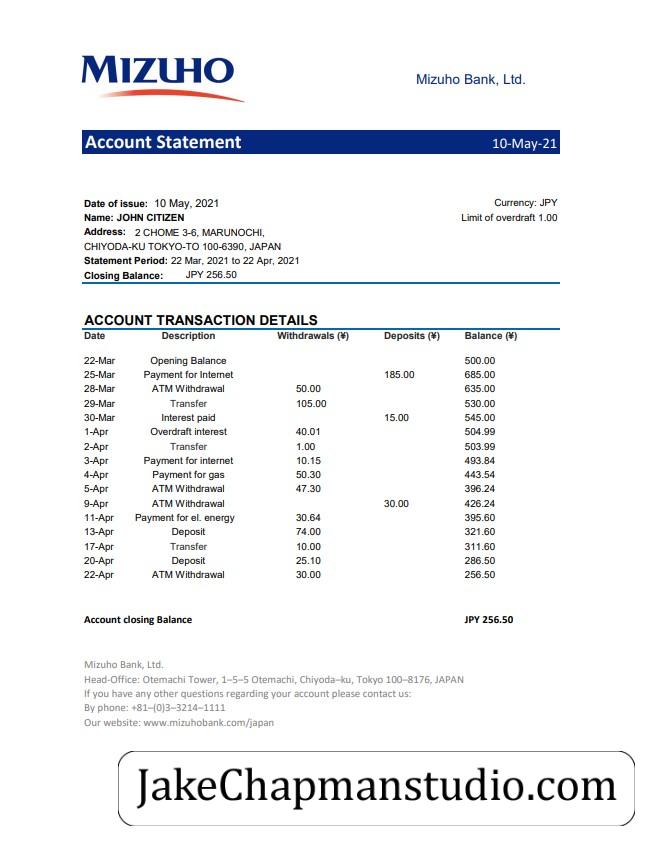 MIZUHO
Mizuho Bank, Ltd.
Account Statement 10-May-21
Date of issue: 10 May, 2021 Currency: JPY
Name: JOHN CITIZEN Limit of overdraft 1.00
Address: 2 CHOME 3-6, MARUNOCHI,
CHIYODA-KU TOKYO-TO 100-6390, JAPAN
Statement Period: 22 Mar, 2021 to 22 Apr, 2021
Closing Balance: JPY 256.50
ACCOUNT TRANSACTION DETAILS
Date Description Withdrawals (¥) Deposits (¥) Balance (¥)
22-Mar Opening Balance 500.00
25-Mar Payment for Internet 185.00 685.00
28-Mar ATM Withdrawal 50.00 635.00
29-Mar Transfer 105.00 530.00
30-Mar Interest paid 15.00 545.00
1-Apr Overdraft interest 40.01 504.99
2-Apr Transfer 1.00 503.99
3-Apr Payment for internet 10.15 493.84
4-Apr Payment for gas 50.30 443.54
5-Apr ATM Withdrawal 47.30 396.24
9-Apr ATM Withdrawal 30.00 426.24
11-Apr Payment for el. energy 30.64 395.60
13-Apr Deposit 74.00 321.60
17-Apr Transfer 10.00 311.60
20-Apr Deposit 25.10 286.50
22-Apr ATM Withdrawal 30.00 256.50
Account closing Balance JPY 256.50
Mizuho Bank, Ltd.
Head-Office: Otemachi Tower, 1–5–5 Otemachi, Chiyoda–ku, Tokyo 100–8176, JAPAN
If you have any other questions regarding your account please contact us:
By phone: +81–(0)3–3214–1111
Our website: www.mizuhobank.com/japan
JakeChapmanstudio.com